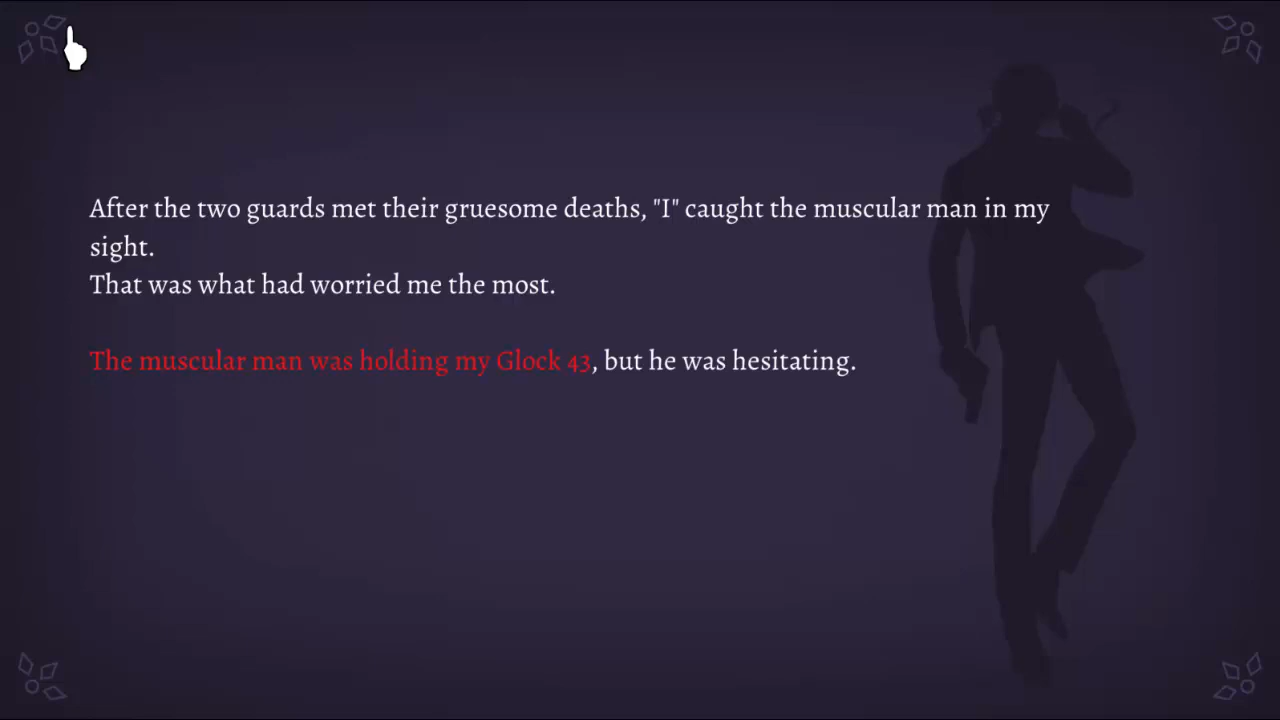 After the two guards met their gruesome deaths, "I" caught the muscular man in my
sight.
That was what had worried me the most.
The muscular man was holding my Glock 43, but he was hesitating.